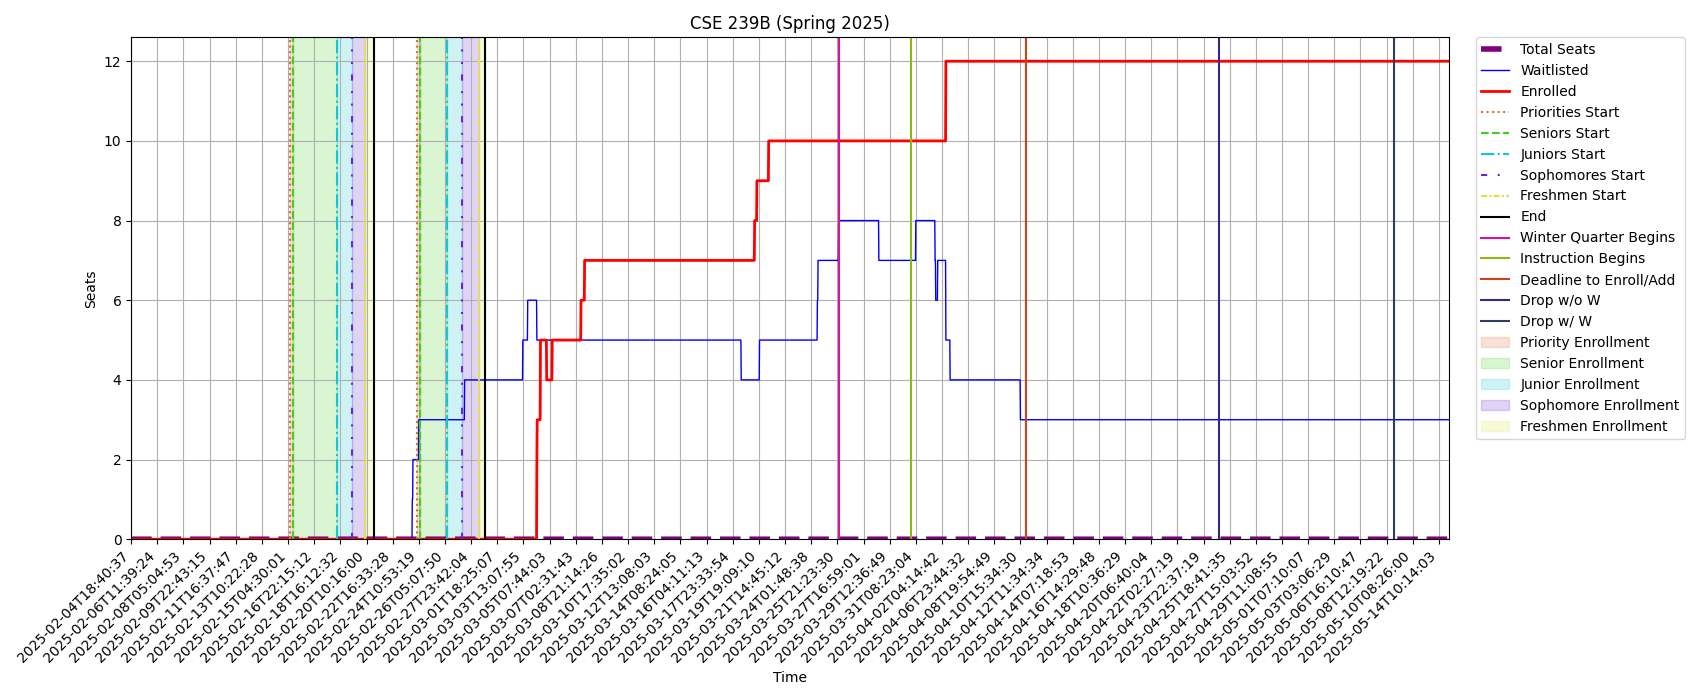 CSE 239B (Spring 2025)
Seats
12
10
8
6
4
2
0
2025-02-04T18:40:37
2025-02-06T11:39:24
2025-02-08T05:04:53
2025-02-09T22:43:15
2025-02-11T16:37:47
2025-02-13T10:22:28
2025-02-15T04:30:01
2025-02-16T22:15:12
2025-02-18T16:12:32
2025-02-20T10:16:00
2025-02-22T16:33:28
2025-02-24T10:53:19
2025-02-26T05:07:50
2025-02-27T23:42:04
2025-03-01T18:25:07
2025-03-03T13:07:55
2025-03-05T07:44:03
2025-03-07T02:31:43
2025-03-08T21:14:26
2025-03-10T17:35:02
2025-03-12T13:08:03
2025-03-14T08:24:05
2025-03-16T04:11:13
2025-03-17T23:33:54
2025-03-19T19:09:10
2025-03-21T14:45:12
2025-03-24T01:48:38
2025-03-25T21:23:30
2025-03-27T16:59:01
2025-03-29T12:36:49
2025-03-31T08:23:04
2025-04-02T04:14:42
2025-04-06T23:44:32
2025-04-08T19:54:49
2025-04-10T15:34:30
2025-04-12T11:34:34
2025-04-14T07:18:53
2025-04-16T14:29:48
2025-04-18T10:36:29
2025-04-20T06:40:04
2025-04-22T02:27:19
2025-04-23T22:37:19
2025-04-25T18:41:35
2025-04-27T15:03:52
2025-04-29T11:08:55
2025-05-01T07:10:07
2025-05-03T03:06:29
2025-05-06T16:10:47
2025-05-08T12:19:22
2025-05-10T08:26:00
2025-05-14T10:14:03
Time
Total Seats
Waitlisted
Enrolled
Priorities Start
Seniors Start
Juniors Start
Sophomores Start
Freshmen Start
End
Winter Quarter Begins
Instruction Begins
Deadline to Enroll/Add
Drop w/o W
Drop w/ W
Priority Enrollment
Senior Enrollment
Junior Enrollment
Sophomore Enrollment
Freshmen Enrollment